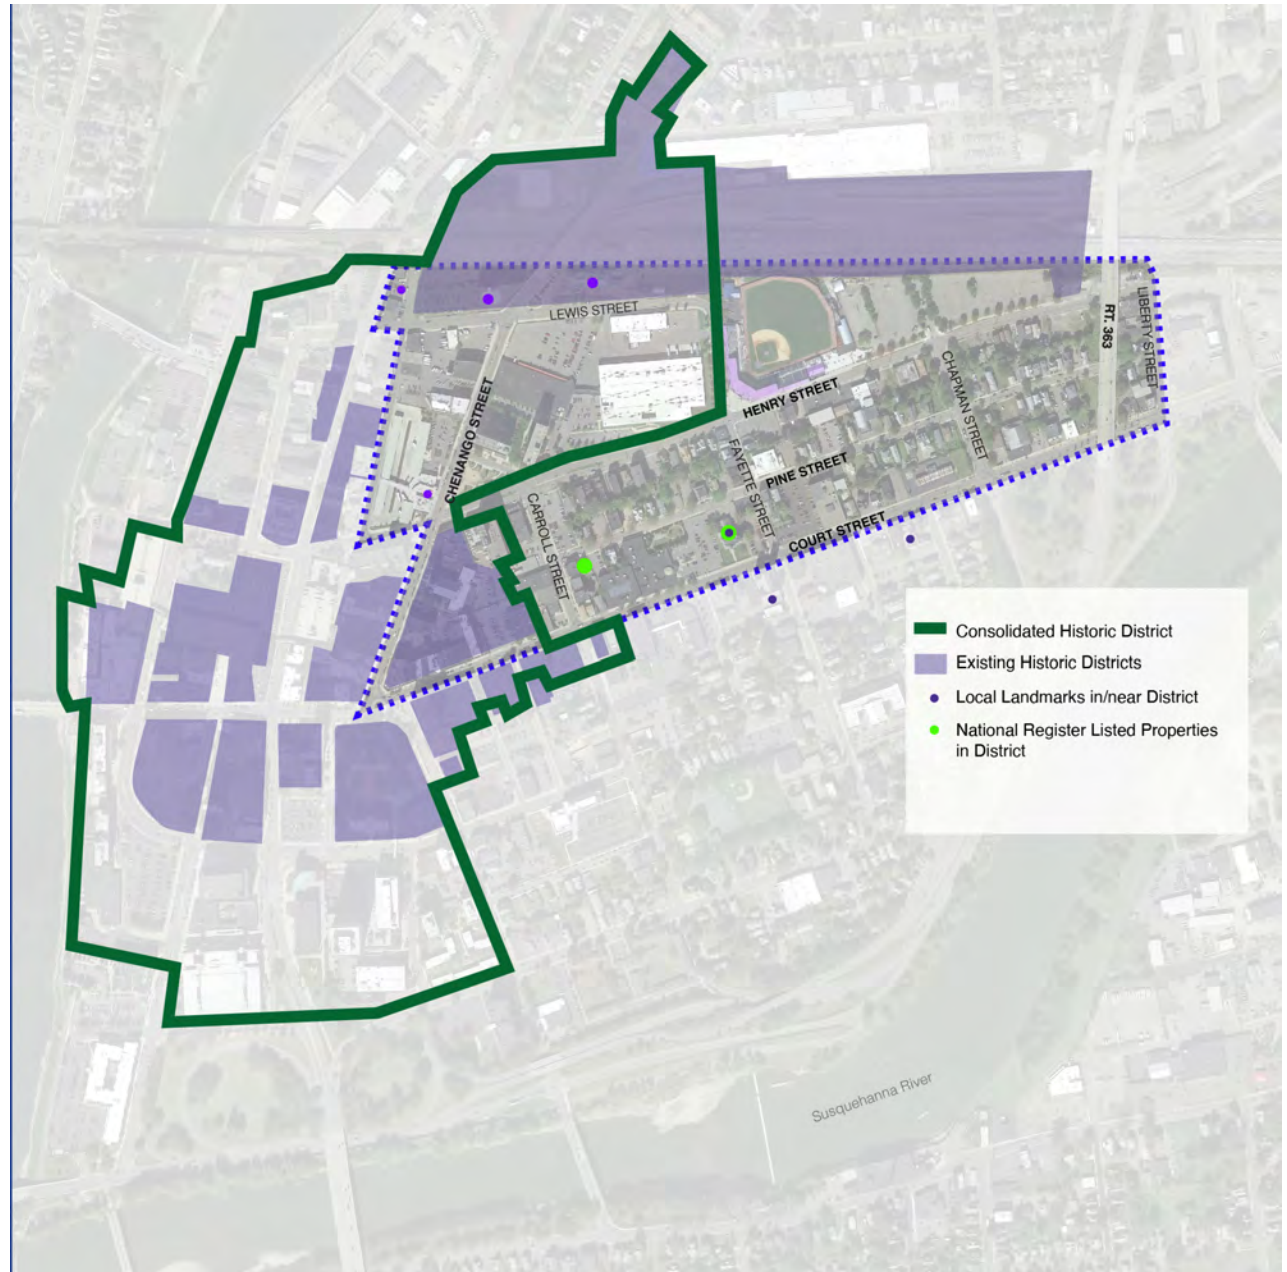 LEWIS STREET
CHENANGO STREET
HENRY STREET
CHAPMAN STREET
RT. 363
LIBERTY STREET
FAYETTE STREET
PINE STREET
CARROLL STREET
COURT STREET
Consolidated Historic District
Existing Historic Districts
Local Landmarks in/near District
National Register Listed Properties
in District
Susquehanna River